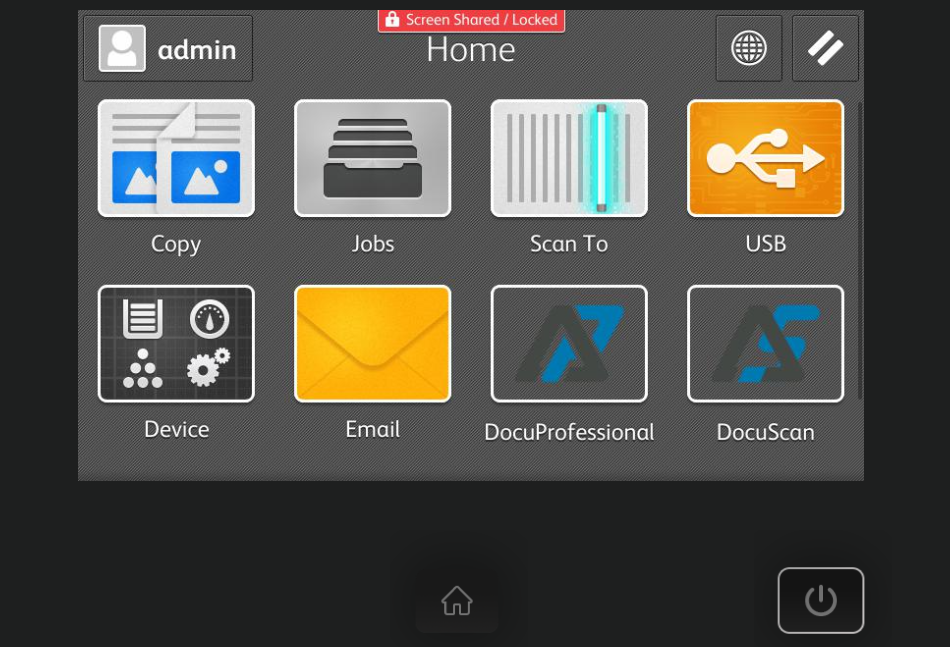 Screen Shared / Locked
admin
Home
Copy
Jobs
Scan To
USB
Device
Email
DocuProfessional
DocuScan